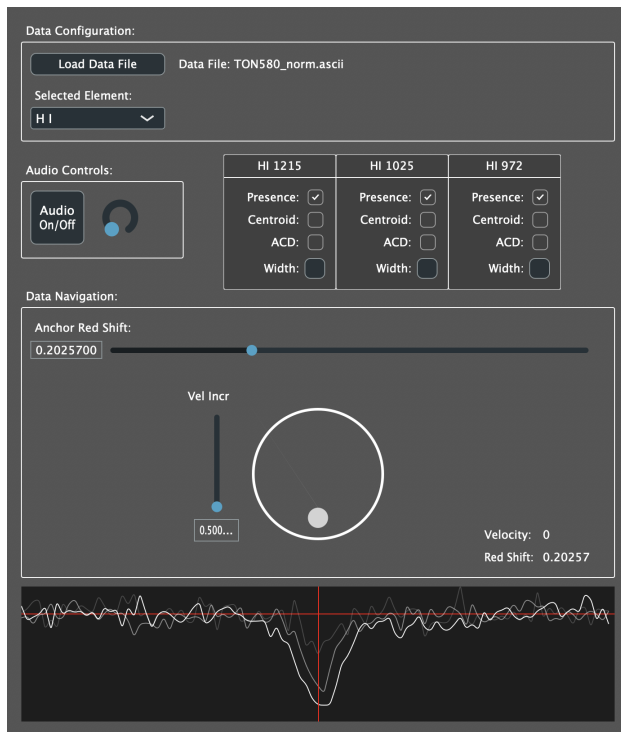 Data Configuration:
Load Data File
Data File: TON580_norm.ascii
Selected Element:
H I
Audio Controls:
Audio
On/Off
HI 1215
HI 1025
HI 972
Presence:
Presence:
Presence:
Centroid:
Centroid:
Centroid:
ACD:
ACD:
ACD:
Width:
Width:
Width:
Data Navigation:
Anchor Red Shift:
0.2025700
Vel Incr
0.500...
Velocity: 0
Red Shift: 0.20257